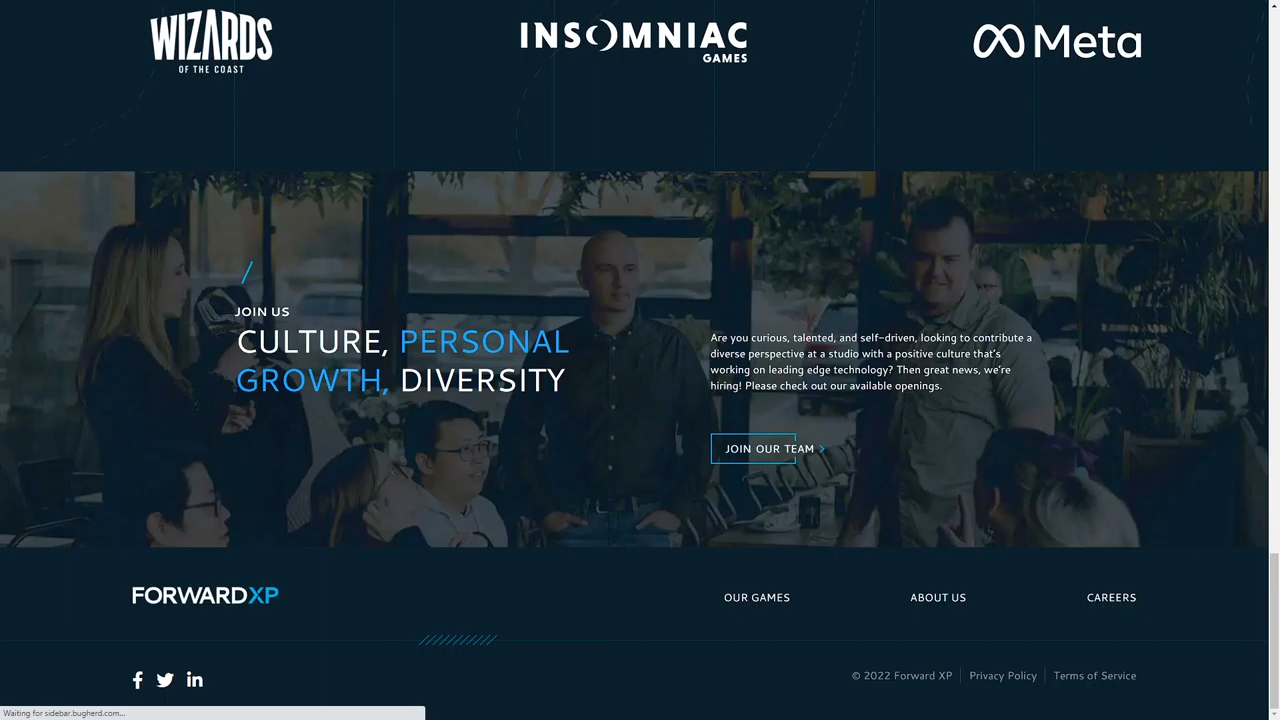 WIZARDS
OF THE COAST
INSOMNIAC
GAMES
Meta
JOIN US
CULTURE, PERSONAL
GROWTH, DIVERSITY
Are you curious, talented, and self-driven, looking to contribute a
diverse perspective at a studio with a positive culture that's
working on leading edge technology? Then great news, we're
hiring! Please check out our available openings.
JOIN OUR TEAM >
FORWARDXP
OUR GAMES
ABOUT US
CAREERS
© 2022 Forward XP
Privacy Policy
Terms of Service
Waiting for sidebar.bugherd.com...